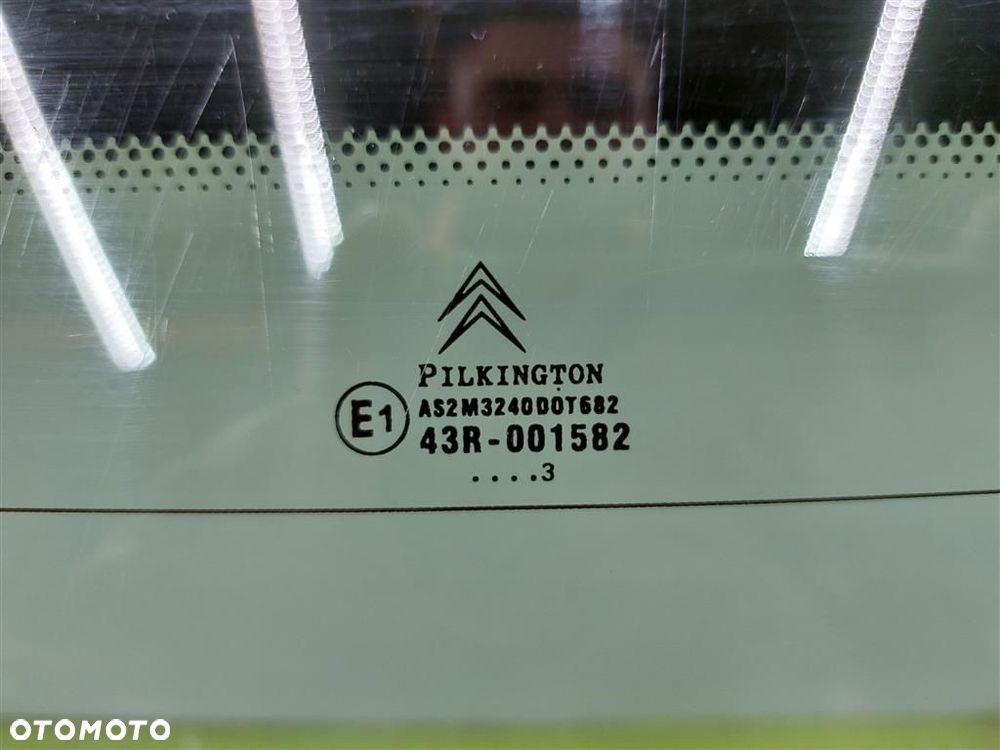 PILKINGTON
E1
AS2M3240DOT682
43R-001582
....3
OTOMOTO